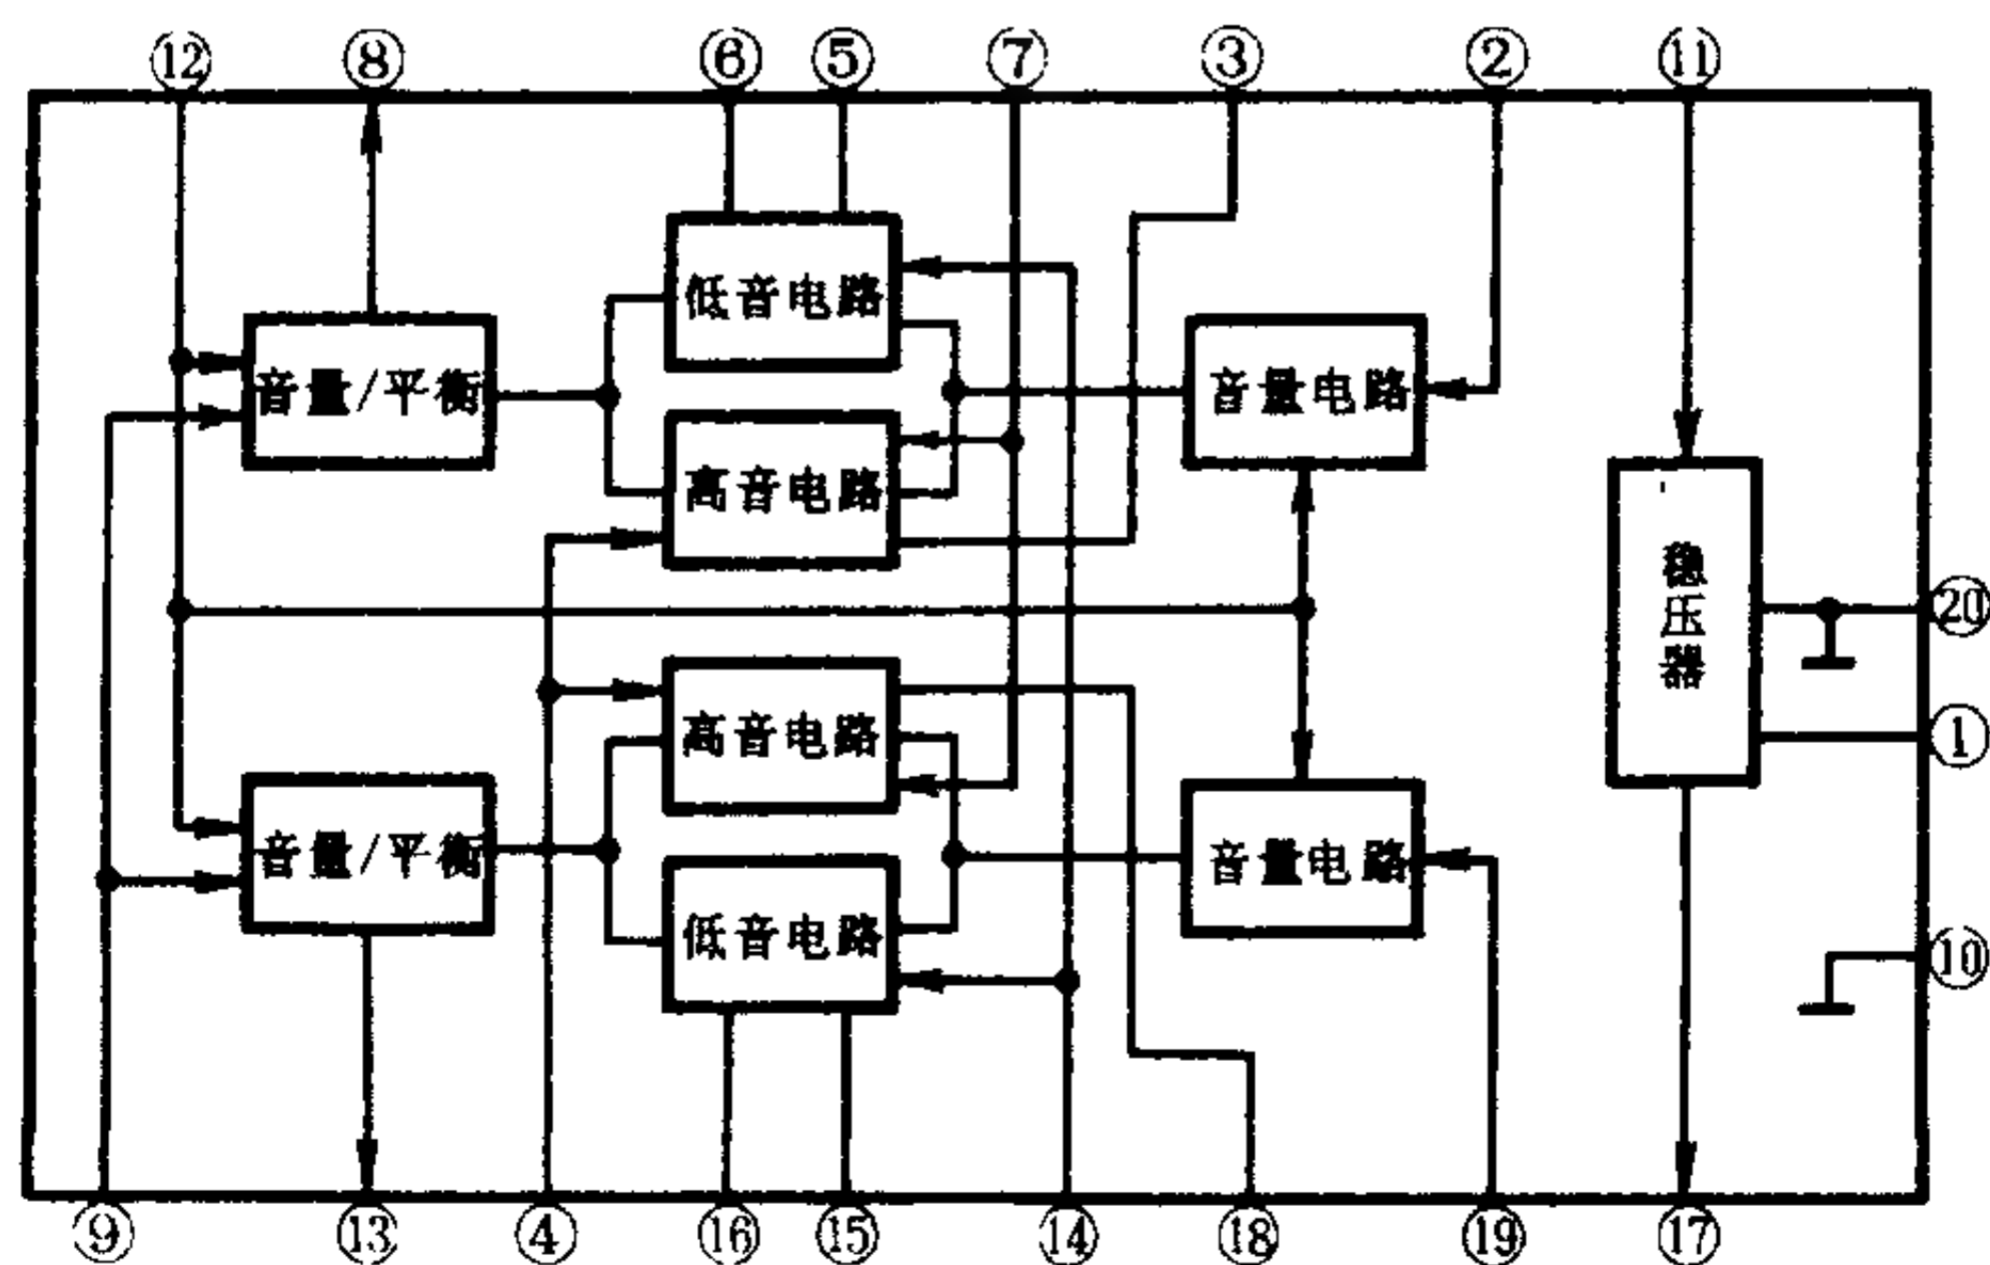 ⑫ ⑧ ⑥ ⑤ ⑦ ③ ② ⑪
低音电路
音量/平衡
音量电路
高音电路
稳压器
⑳
高音电路
①
音量/平衡
音量电路
低音电路
⑩
⑨ ⑬ ④ ⑯ ⑮ ⑭ ⑱ ⑲ ⑰